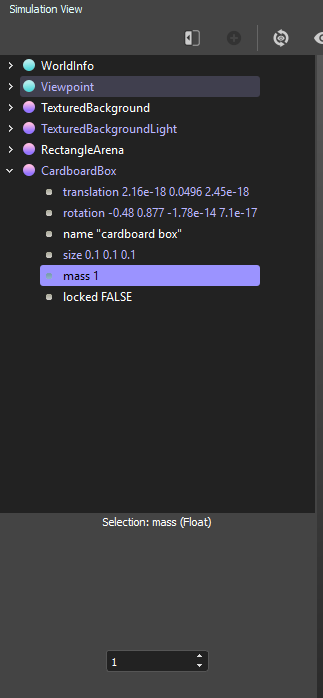 Simulation View
WorldInfo
Viewpoint
TexturedBackground
TexturedBackgroundLight
RectangleArena
CardboardBox
translation 2.16e-18 0.0496 2.45e-18
rotation -0.48 0.877 -1.78e-14 7.1e-17
name "cardboard box"
size 0.1 0.1 0.1
mass 1
locked FALSE
Selection: mass (Float)
1